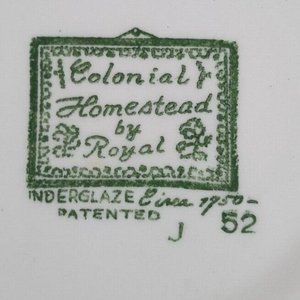 Colonial
Homestead
by
Royal
UNDERGLAZE Circa 1750-
PATENTED
J 52